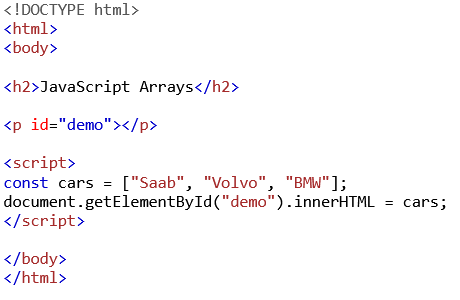 <!DOCTYPE html>
<html>
<body>
<h2>JavaScript Arrays</h2>
<p id="demo"></p>
<script>
const cars = ["Saab", "Volvo", "BMW"];
document.getElementById("demo").innerHTML = cars;
</script>
</body>
</html>